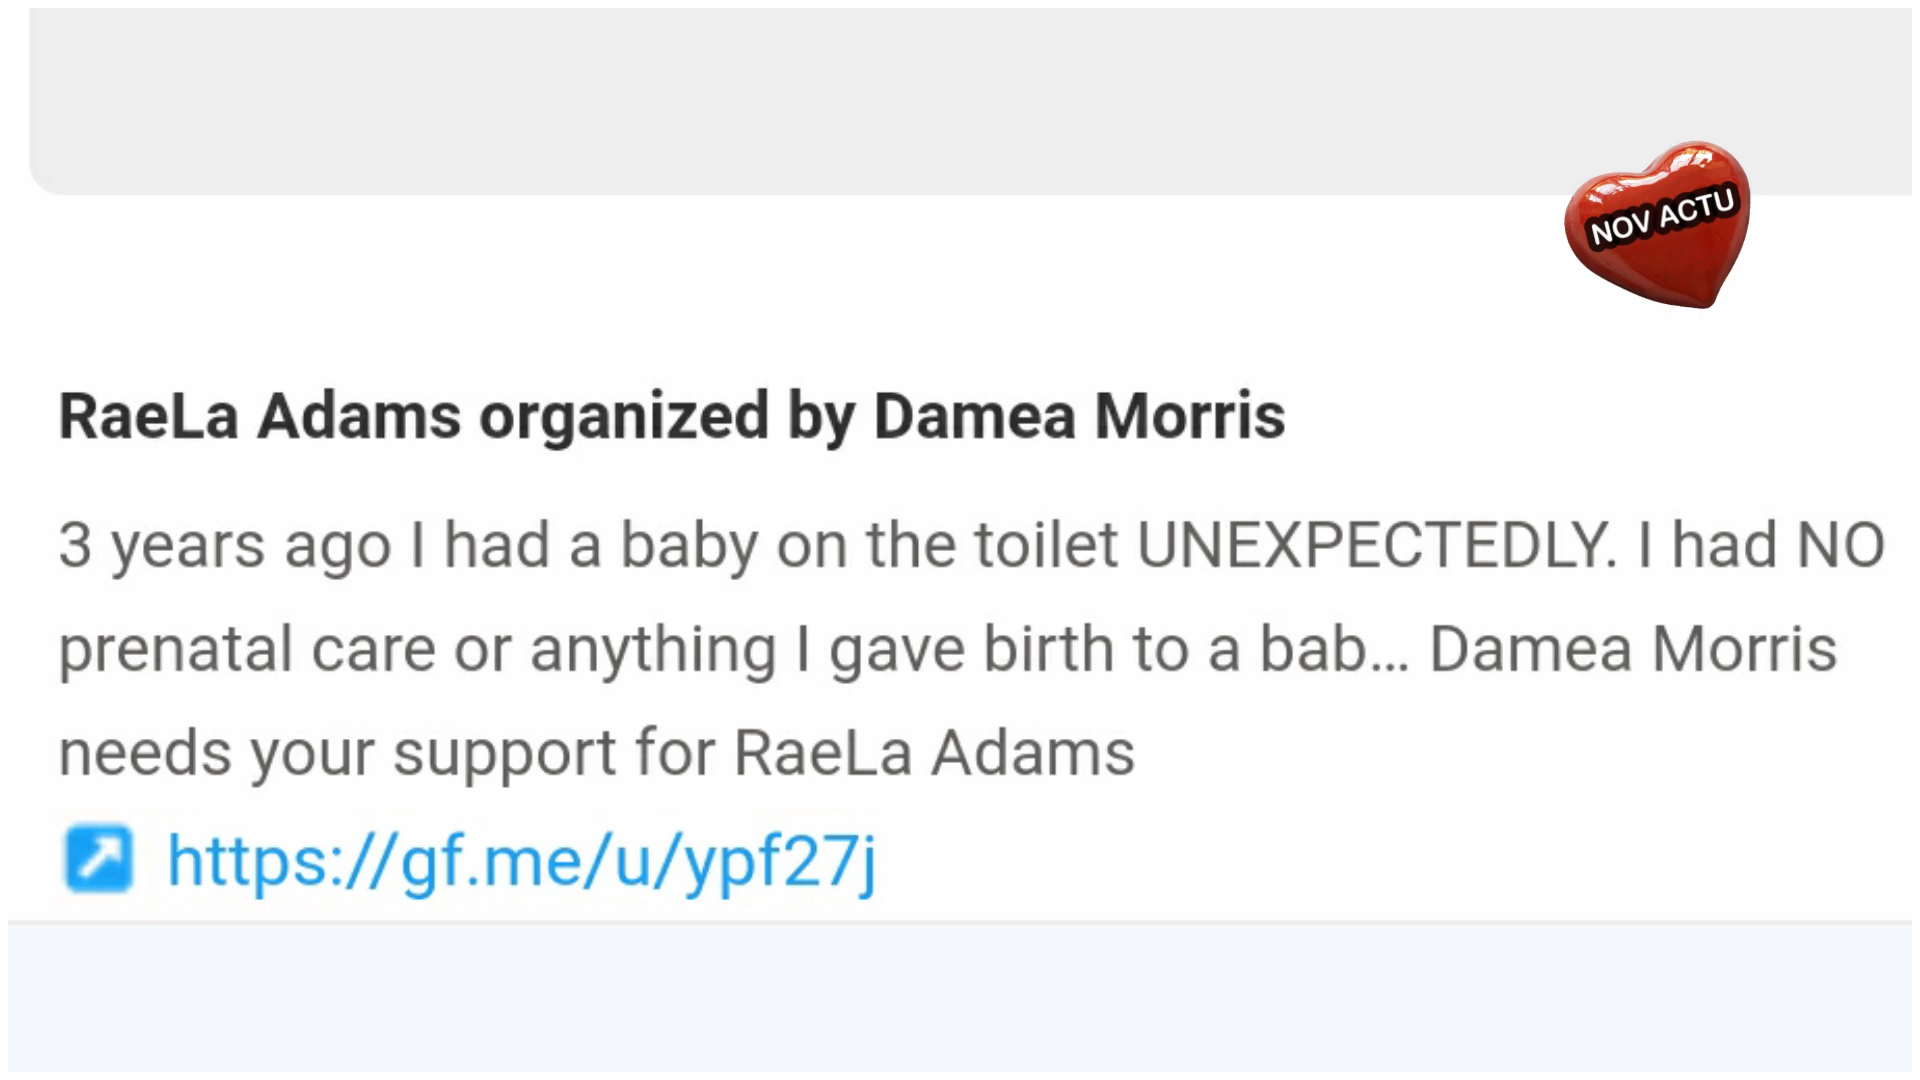 NOV ACTU
RaeLa Adams organized by Damea Morris
3 years ago I had a baby on the toilet UNEXPECTEDLY. I had NO
prenatal care or anything I gave birth to a bab... Damea Morris
needs your support for RaeLa Adams
https://gf.me/u/ypf27j